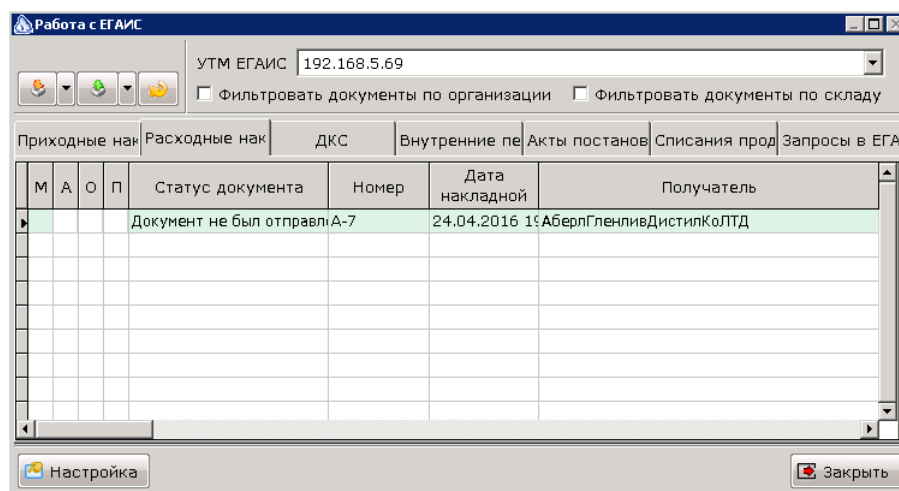 Работа с ЕГАИС
УТМ ЕГАИС 192.168.5.69
Фильтровать документы по организации Фильтровать документы по складу
Приходные нак Расходные нак ДКС Внутренние пе Акты постанов Списания прод Запросы в ЕГА
М А О П Статус документа Номер Дата накладной Получатель
Документ не был отправл А-7 24.04.2016 19 АберлГленливДистилКоЛТД
Настройка Закрыть